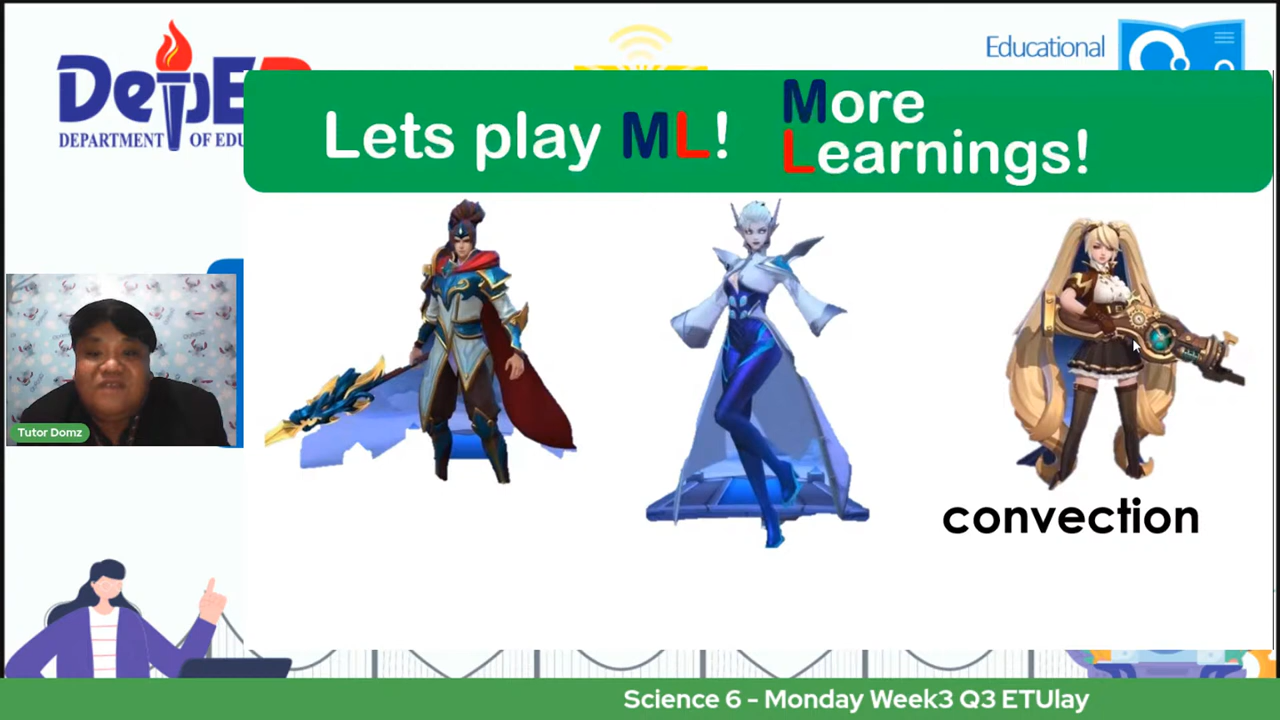 DepED
DEPARTMENT OF EDU
Educational
Lets play ML!
More
Learnings!
Tutor Domz
convection
Science 6 - Monday Week3 Q3 ETUlay